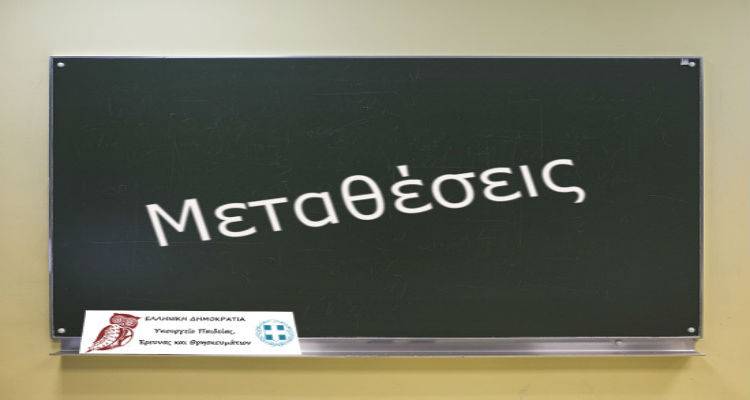 Μεταθέσεις
ΕΛΛΗΝΙΚΗ ΔΗΜΟΚΡΑΤΙΑ
Υπουργείο Παιδείας,
Έρευνας και Θρησκευμάτων